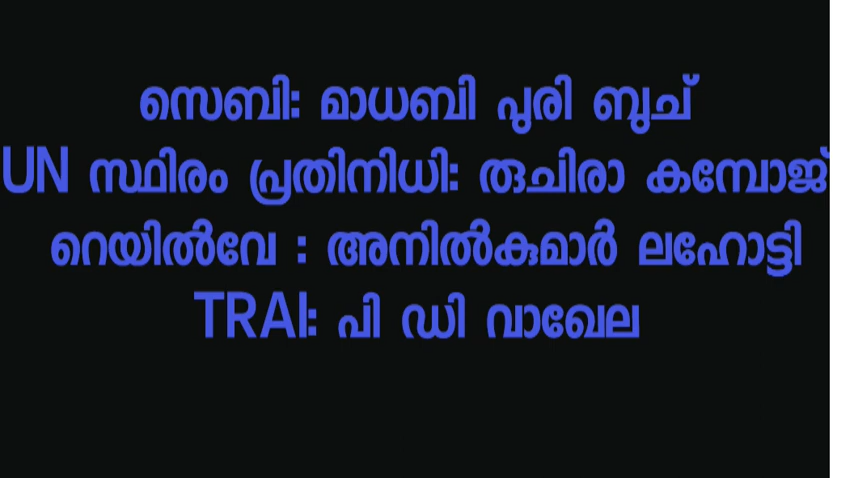 സെബി: മാധബി പുരി ബുച്
UN സ്ഥിരം പ്രതിനിധി: രുചിരാ കമ്പോജ്
റെയിൽവേ : അനിൽകുമാർ ലഹോട്ടി
TRAI: പി ഡി വാഖേല